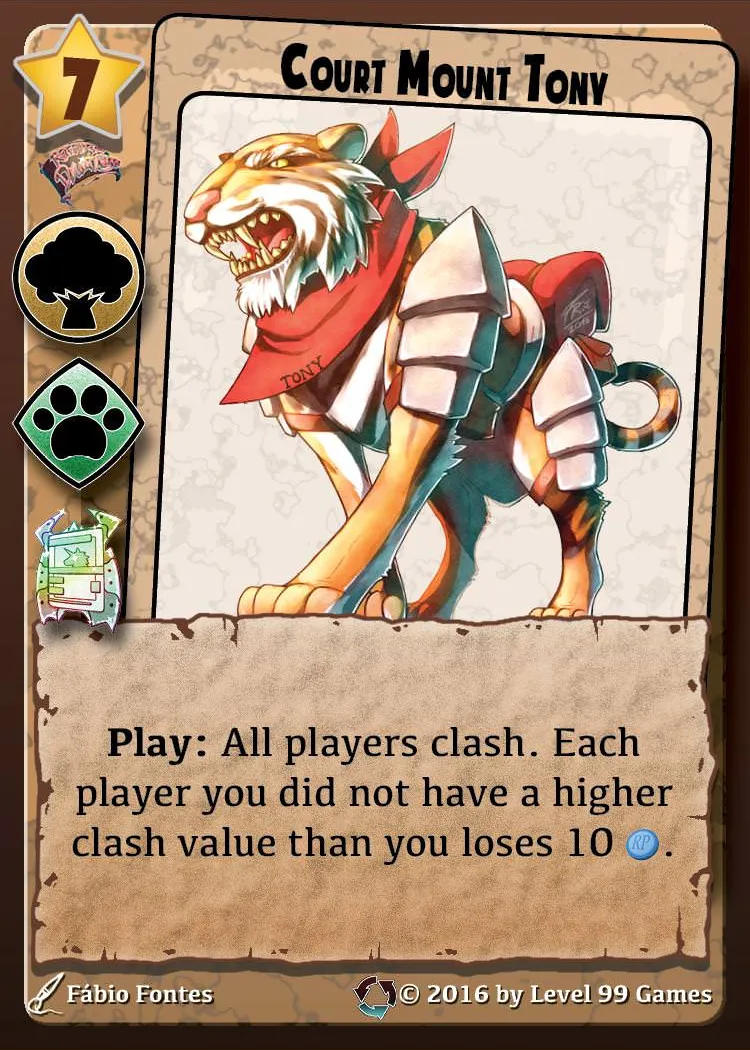 7
Court Mount Tony
TONY
Play: All players clash. Each
player you did not have a higher
clash value than you loses 10 RP.
Fábio Fontes
© 2016 by Level 99 Games